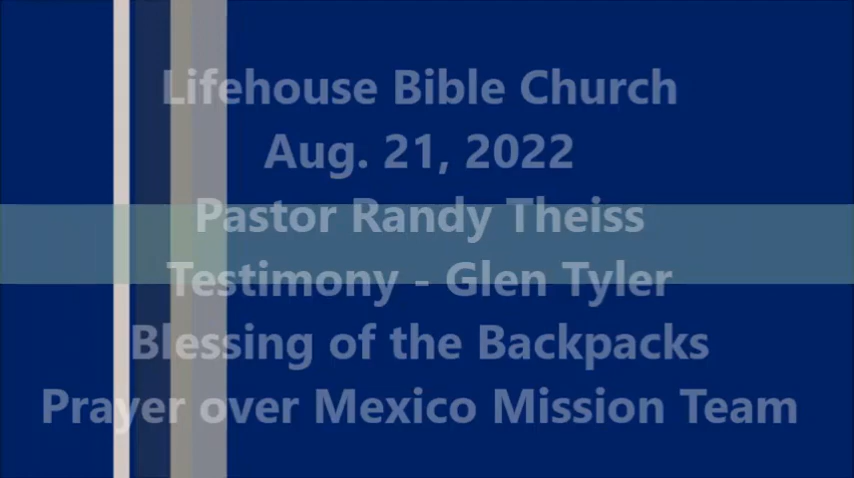 Lifehouse Bible Church
Aug. 21, 2022
Pastor Randy Theiss
Testimony - Glen Tyler
Blessing of the Backpacks
Prayer over Mexico Mission Team